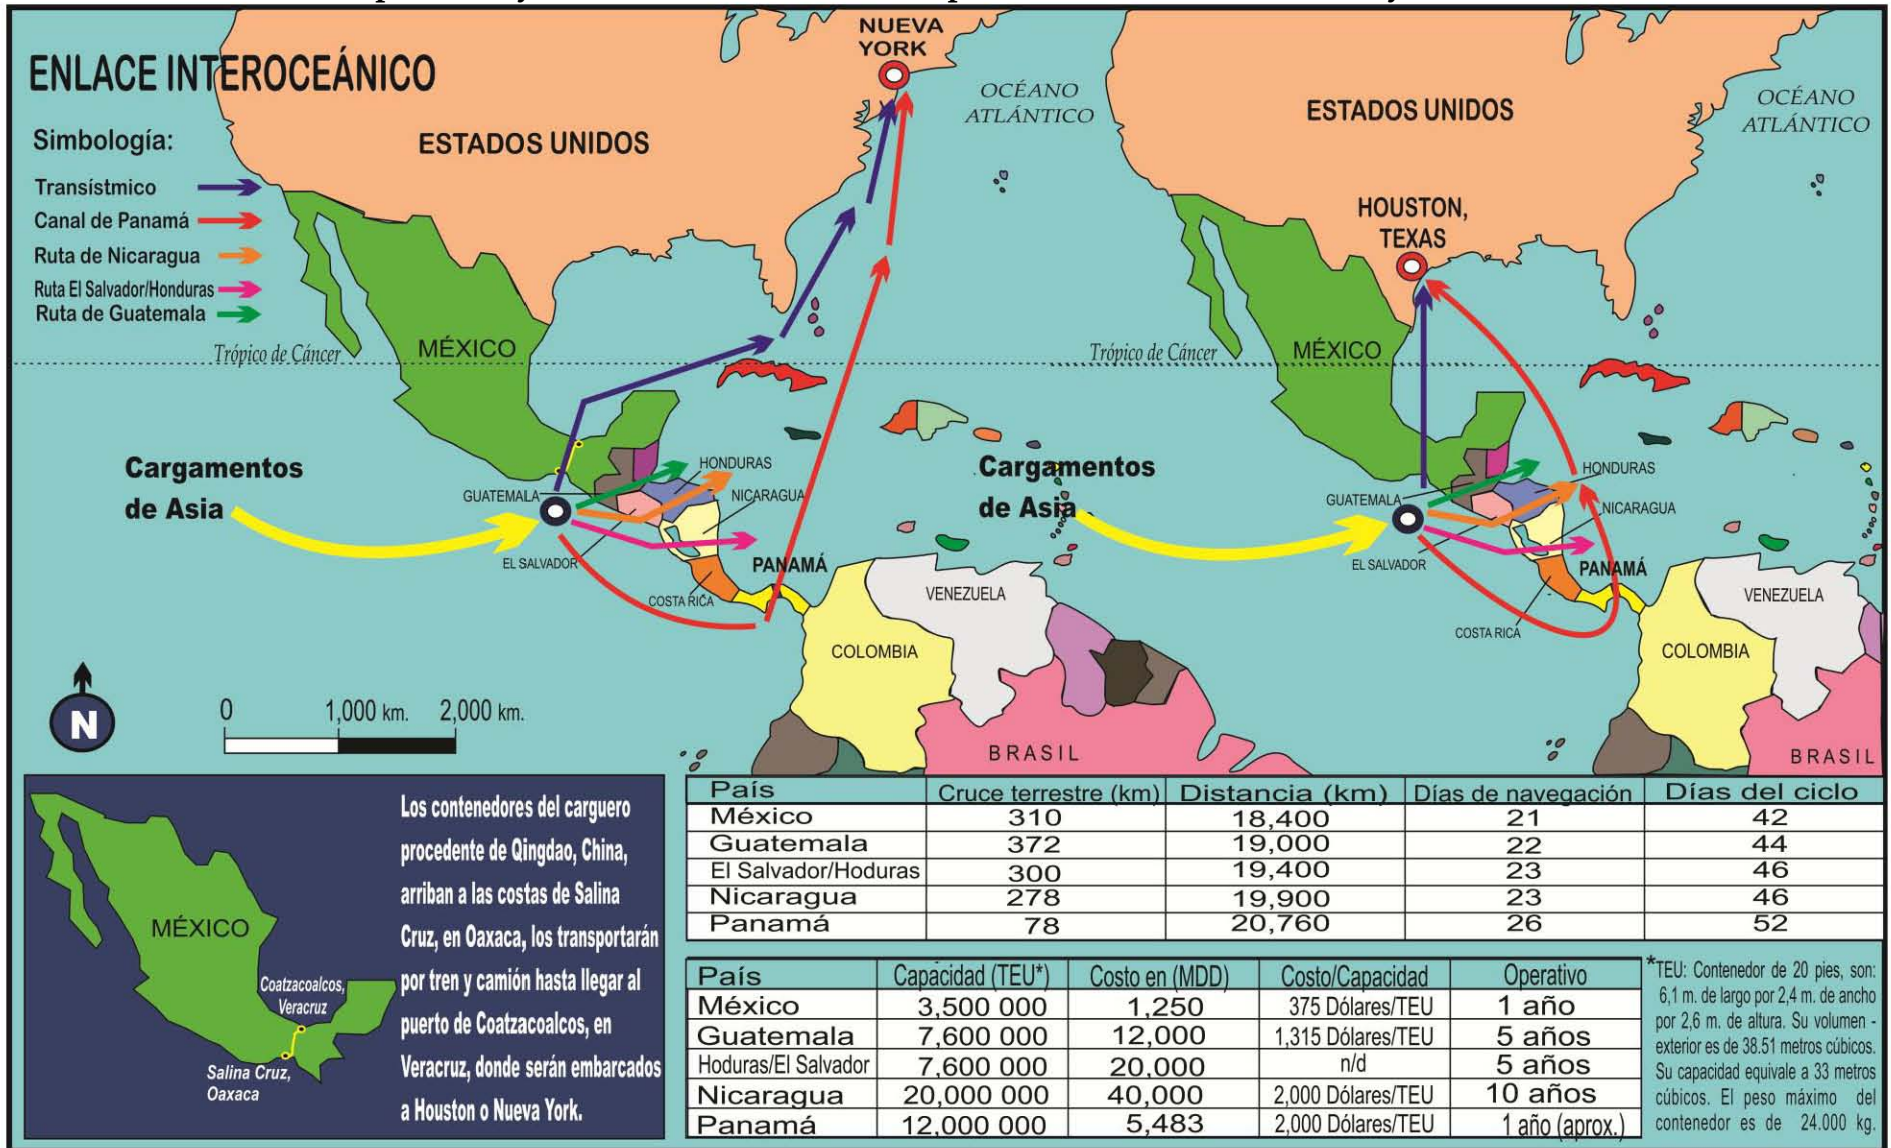 ENLACE INTEROCEÁNICO
Simbología:
Transístmico
Canal de Panamá
Ruta de Nicaragua
Ruta El Salvador/Honduras
Ruta de Guatemala
NUEVA
YORK
OCÉANO
ATLÁNTICO
ESTADOS UNIDOS
Trópico de Cáncer
MÉXICO
Cargamentos
de Asia
GUATEMALA
HONDURAS
NICARAGUA
EL SALVADOR
COSTA RICA
PANAMÁ
VENEZUELA
COLOMBIA
BRASIL
ESTADOS UNIDOS
OCÉANO
ATLÁNTICO
HOUSTON,
TEXAS
Trópico de Cáncer
MÉXICO
Cargamentos
de Asia
GUATEMALA
HONDURAS
NICARAGUA
EL SALVADOR
COSTA RICA
PANAMÁ
VENEZUELA
COLOMBIA
BRASIL
N
0 1,000 km. 2,000 km.
MÉXICO
Coatzacoalcos,
Veracruz
Salina Cruz,
Oaxaca
Los contenedores del carguero
procedente de Qingdao, China,
arriban a las costas de Salina
Cruz, en Oaxaca, los transportarán
por tren y camión hasta llegar al
puerto de Coatzacoalcos, en
Veracruz, donde serán embarcados
a Houston o Nueva York.
País Cruce terrestre (km) Distancia (km) Días de navegación Días del ciclo
México 310 18,400 21 42
Guatemala 372 19,000 22 44
El Salvador/Hoduras 300 19,400 23 46
Nicaragua 278 19,900 23 46
Panamá 78 20,760 26 52
País Capacidad (TEU*) Costo en (MDD) Costo/Capacidad Operativo
México 3,500 000 1,250 375 Dólares/TEU 1 año
Guatemala 7,600 000 12,000 1,315 Dólares/TEU 5 años
Hoduras/El Salvador 7,600 000 20,000 n/d 5 años
Nicaragua 20,000 000 40,000 2,000 Dólares/TEU 10 años
Panamá 12,000 000 5,483 2,000 Dólares/TEU 1 año (aprox.)
*TEU: Contenedor de 20 pies, son:
6,1 m. de largo por 2,4 m. de ancho
por 2,6 m. de altura. Su volumen -
exterior es de 38.51 metros cúbicos.
Su capacidad equivale a 33 metros
cúbicos. El peso máximo del
contenedor es de 24.000 kg.